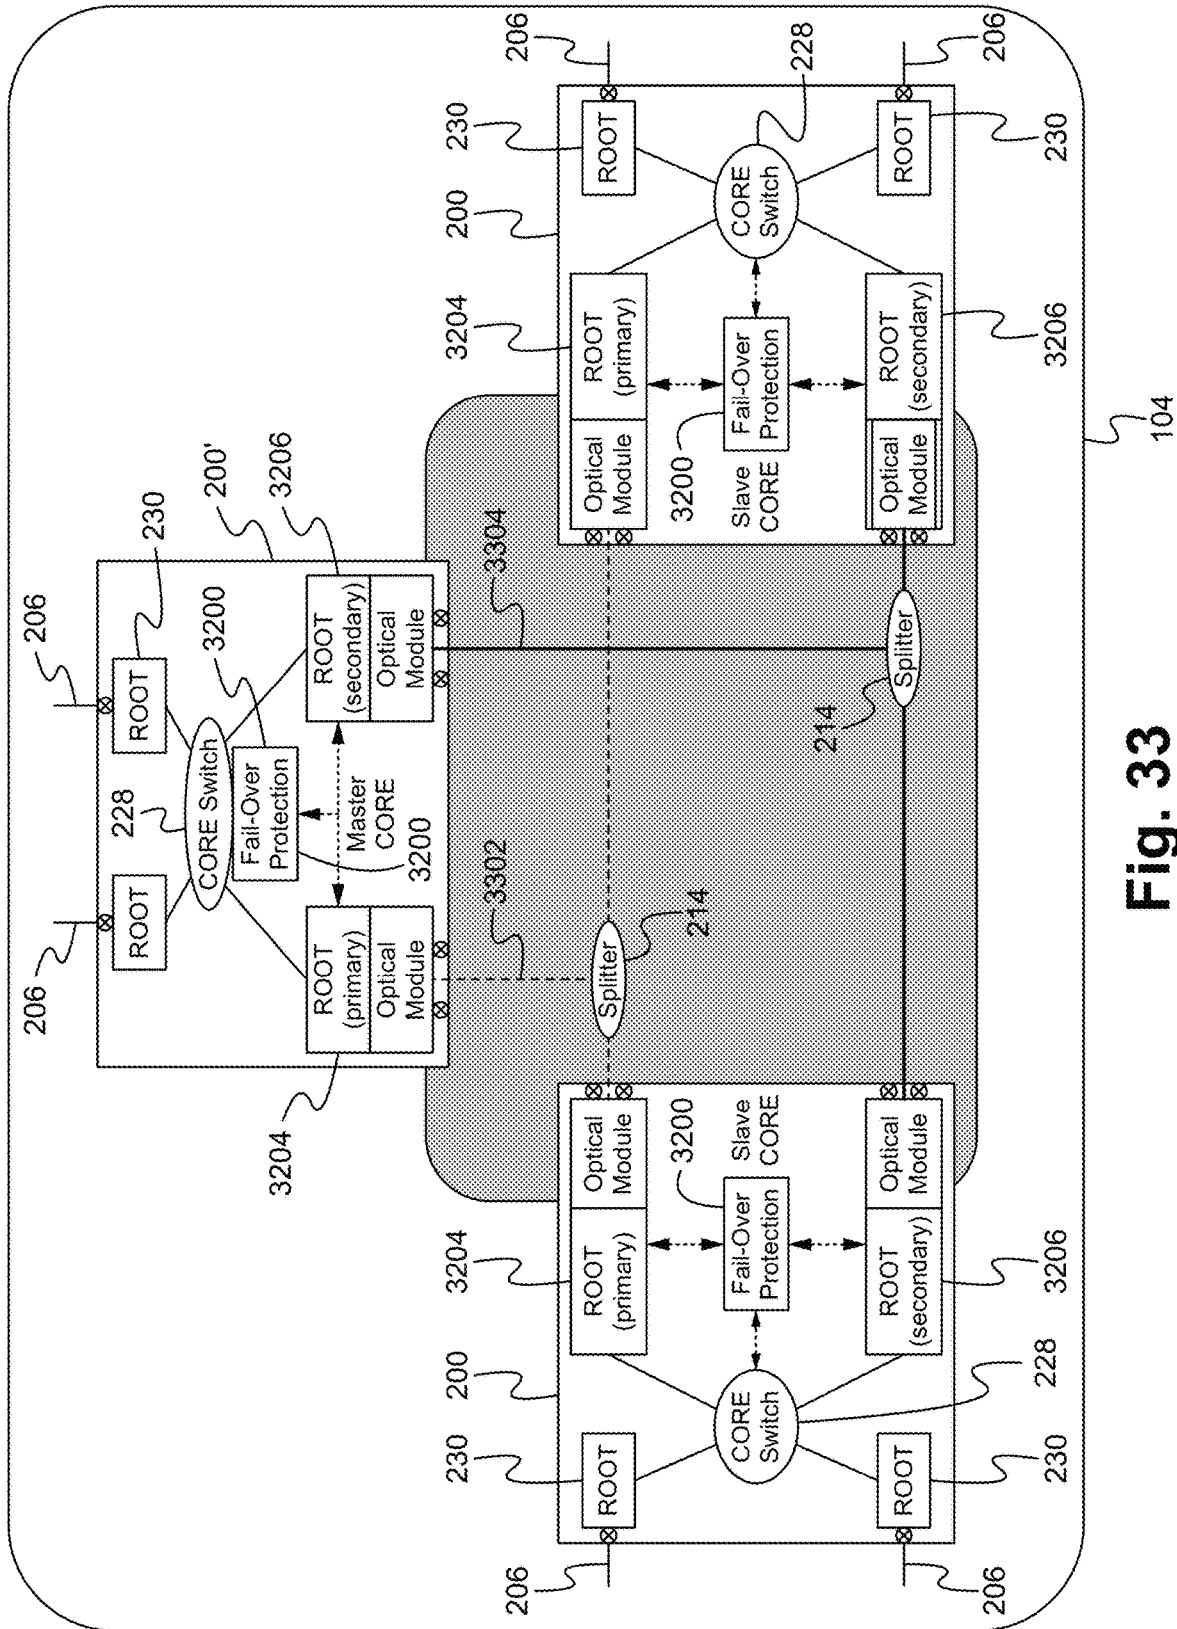 206
206
ROOT
ROOT
230
200'
228
CORE Switch
3200
Fail-Over
Protection
3200
Master
CORE
3204
ROOT
(primary)
Optical
Module
ROOT
(secondary)
Optical
Module
3206
3302
3304
206
230
ROOT
200
3204
ROOT
(primary)
Optical
Module
Splitter
214
Optical
Module
ROOT
(primary)
3204
200
230
ROOT
206
CORE
Switch
Fail-Over
Protection
3200
Slave
CORE
Slave
CORE
3200
Fail-Over
Protection
CORE
Switch
228
206
ROOT
230
228
ROOT
(secondary)
3206
Optical
Module
214
Splitter
Optical
Module
ROOT
(secondary)
3206
ROOT
230
206
104
Fig. 33